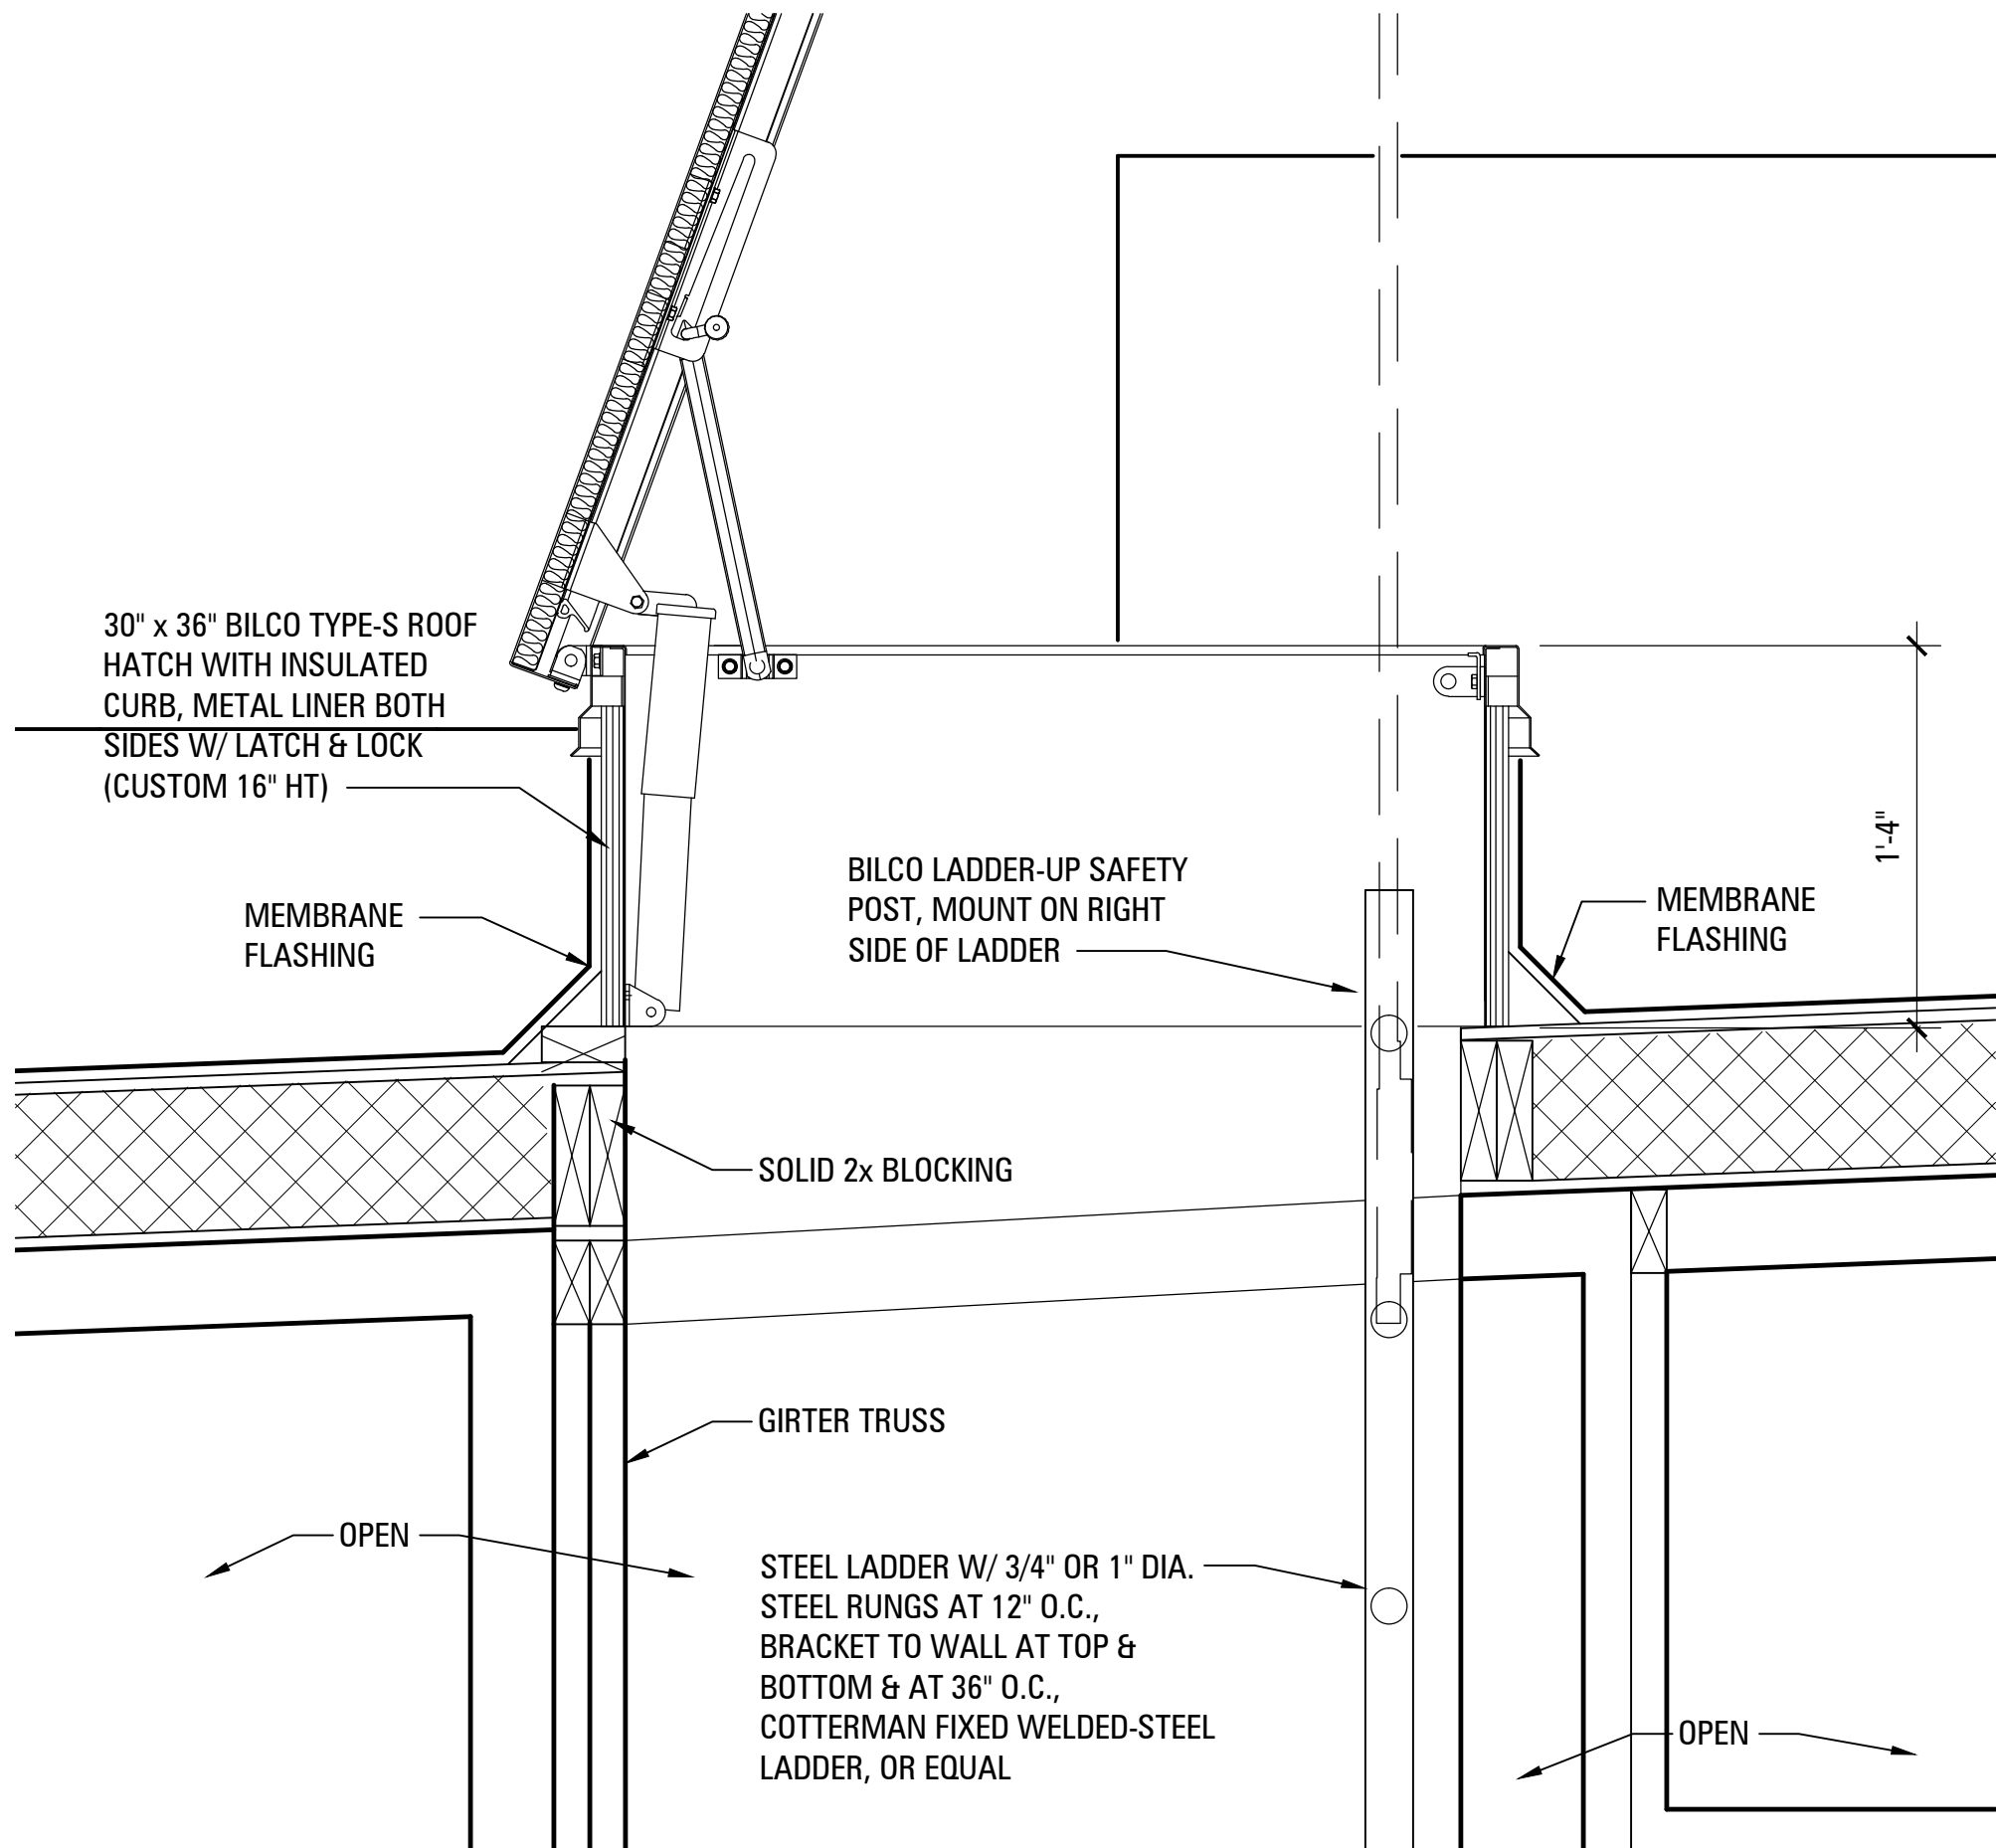 30" x 36" BILCO TYPE-S ROOF
HATCH WITH INSULATED
CURB, METAL LINER BOTH
SIDES W/ LATCH & LOCK
(CUSTOM 16" HT)
MEMBRANE
FLASHING
BILCO LADDER-UP SAFETY
POST, MOUNT ON RIGHT
SIDE OF LADDER
1'-4"
MEMBRANE
FLASHING
SOLID 2x BLOCKING
GIRTER TRUSS
OPEN
STEEL LADDER W/ 3/4" OR 1" DIA.
STEEL RUNGS AT 12" O.C.,
BRACKET TO WALL AT TOP &
BOTTOM & AT 36" O.C.,
COTTERMAN FIXED WELDED-STEEL
LADDER, OR EQUAL
OPEN